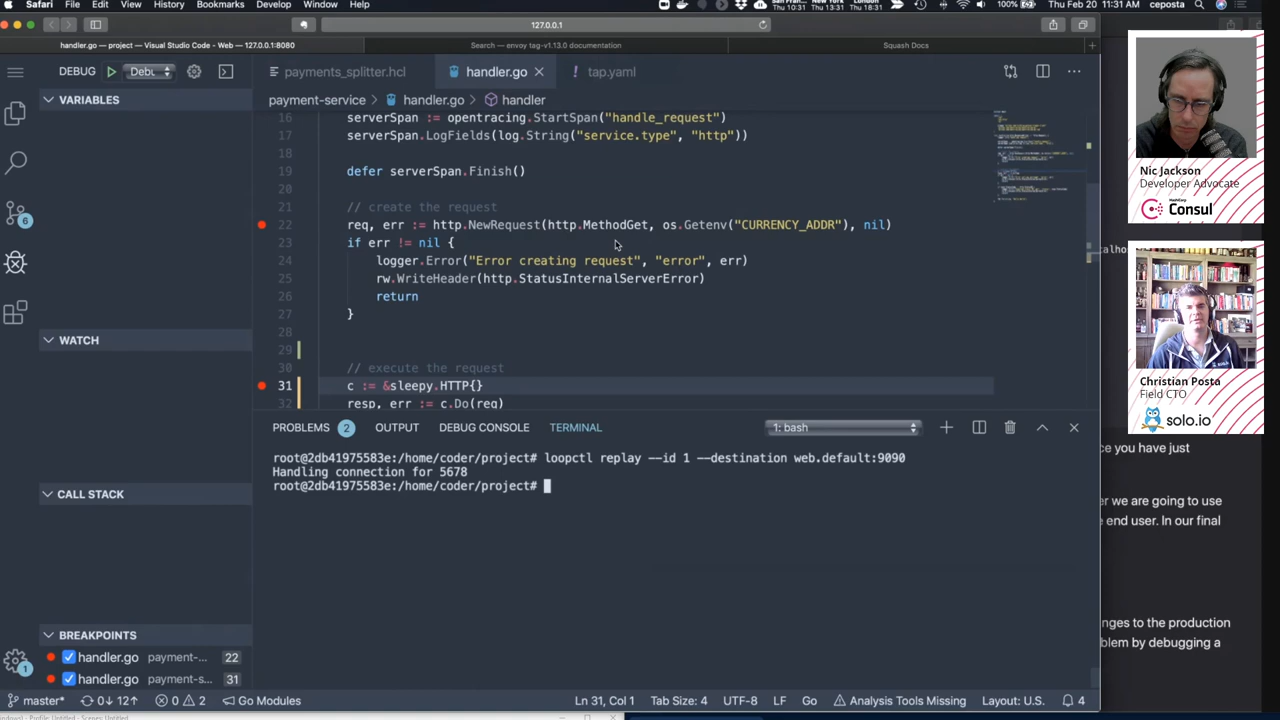 Safari File Edit View History Bookmarks Develop Window Help
Thu 10:31 Thu 13:31 Thu 18:31 100% Thu Feb 20 11:31 AM ceposta
127.0.0.1
handler.go — project — Visual Studio Code - Web — 127.0.0.1:8080
Search — envoy tag-v1.13.0 documentation
Squash Docs
DEBUG
payments_splitter.hcl
handler.go
tap.yaml
VARIABLES
payment-service > handler.go > handler
16 serverSpan := opentracing.StartSpan("handle_request")
17 serverSpan.LogFields(log.String("service.type", "http"))
18
19 defer serverSpan.Finish()
20
21 // create the request
22 req, err := http.NewRequest(http.MethodGet, os.Getenv("CURRENCY_ADDR"), nil)
23 if err != nil {
24 logger.Error("Error creating request", "error", err)
25 rw.WriteHeader(http.StatusInternalServerError)
26 return
27 }
28
29
30 // execute the request
31 c := &sleepy.HTTP{}
32 resp, err := c.Do(req)
6
WATCH
CALL STACK
BREAKPOINTS
handler.go payment-... 22
handler.go payment-s... 31
1
PROBLEMS 2 OUTPUT DEBUG CONSOLE TERMINAL 1: bash
root@2db41975583e:/home/coder/project# loopctl replay --id 1 --destination web.default:9090
Handling connection for 5678
root@2db41975583e:/home/coder/project#
master* 0↓ 12↑ 0 2 Go Modules Ln 31, Col 1 Tab Size: 4 UTF-8 LF Go Analysis Tools Missing Layout: U.S. 4
Nic Jackson
Developer Advocate
HashiCorp
Consul
Christian Posta
Field CTO
solo.io
ce you have just
er we are going to use
e end user. In our final
nges to the production
blem by debugging a